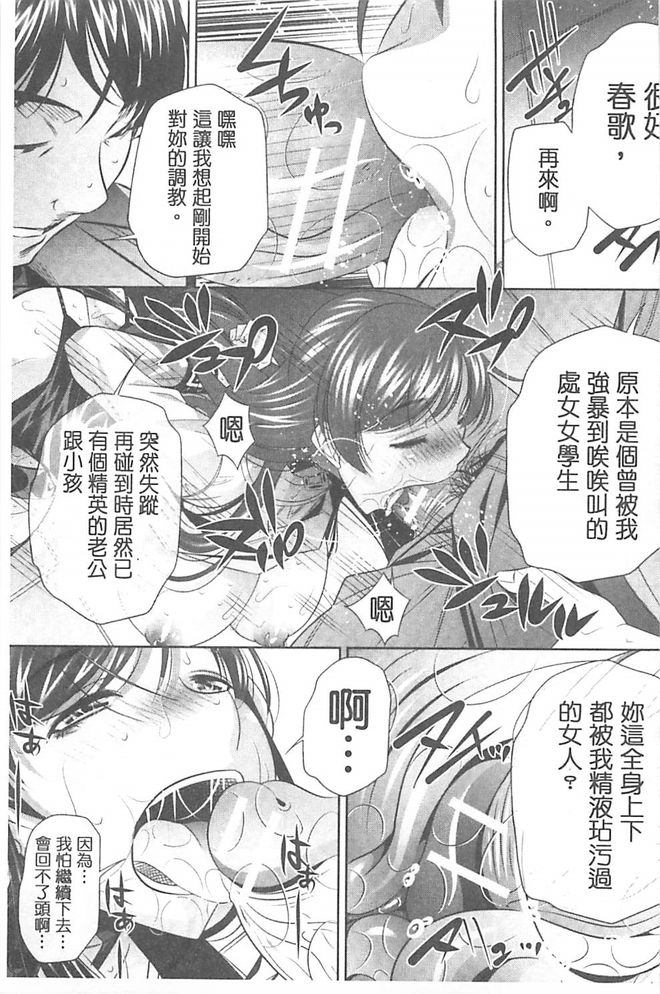 很好
春歌，
再來啊。
ちゅっ
嘿嘿
這讓我想起剛開始
對妳的調教。
原本是個曾被我
強暴到唉唉叫的
處女女學生
嗯
嗯
突然失蹤
再碰到時居然已
有個精英的老公
跟小孩
妳這全身上下
都被我精液玷污過
的女人？
啊…
はぁ
はぁ
因為…
我怕繼續下去…
會回不了頭啊…